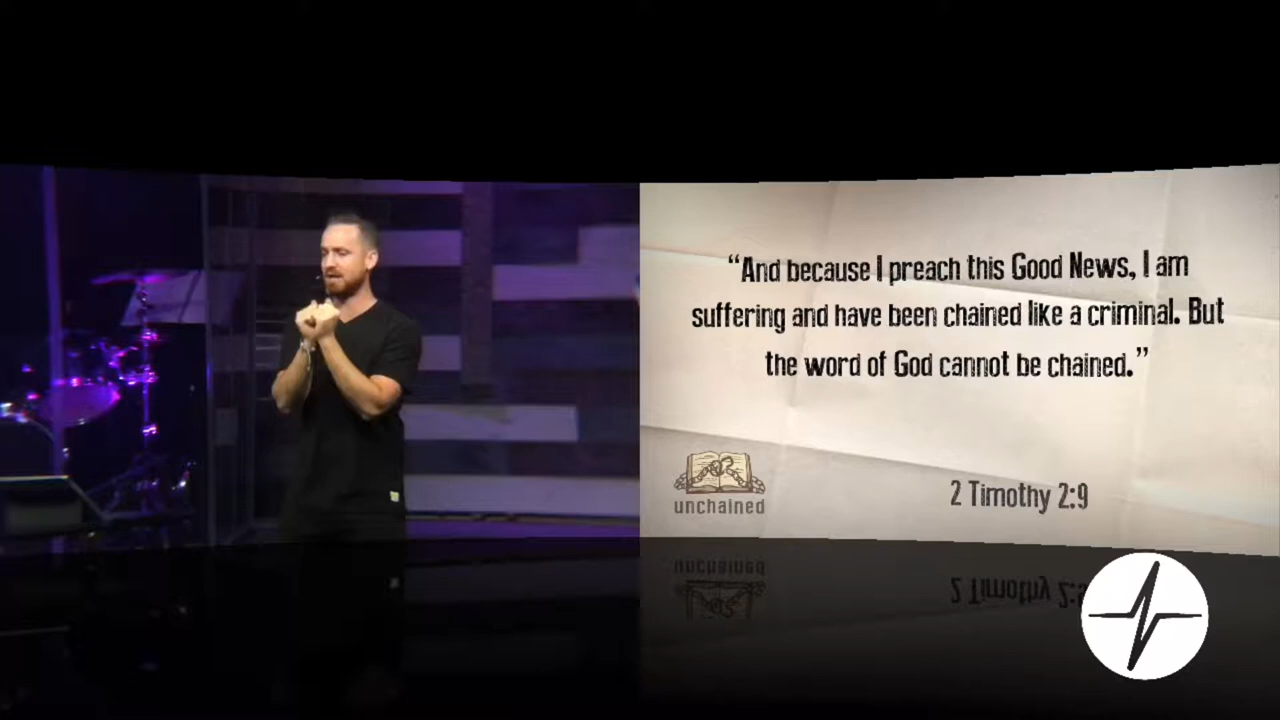 “And because I preach this Good News, I am
suffering and have been chained like a criminal. But
the word of God cannot be chained.”
unchained
2 Timothy 2:9